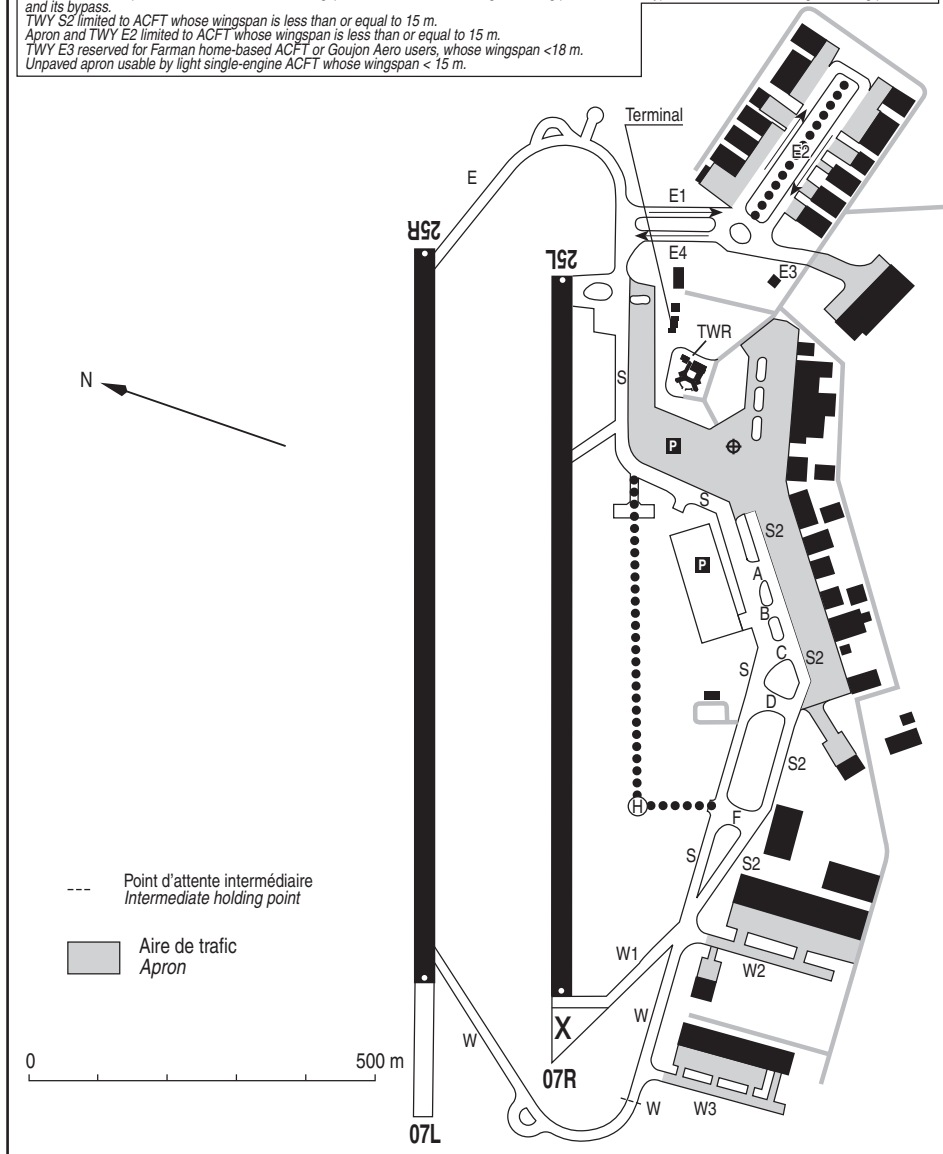 and its bypass.
TWY S2 limited to ACFT whose wingspan is less than or equal to 15 m.
Apron and TWY E2 limited to ACFT whose wingspan is less than or equal to 15 m.
TWY E3 reserved for Farman home-based ACFT or Goujon Aero users, whose wingspan <18 m.
Unpaved apron usable by light single-engine ACFT whose wingspan < 15 m.
Terminal
E2
E
E1
25R
25L
E4
E3
TWR
N
S
P
S
S2
P
A
B
C
S2
S
D
S2
H
F
S
S2
Point d'attente intermédiaire
Intermediate holding point
Aire de trafic
Apron
W1
W2
W
X
W
0
500 m
07R
W
W3
07L